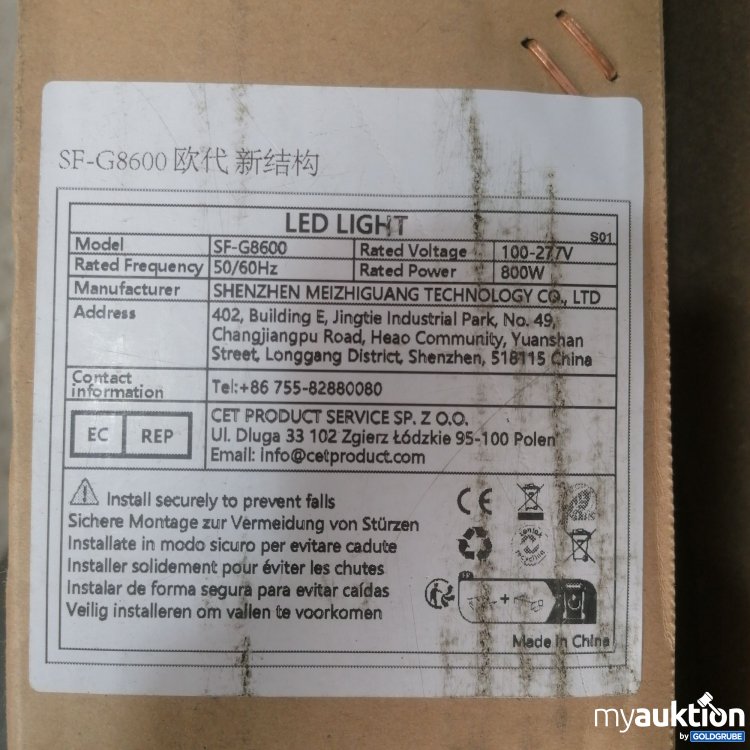 SF-G8600 欧代 新结构
LED LIGHT
S01
Model SF-G8600 Rated Voltage 100-277V
Rated Frequency 50/60Hz Rated Power 800W
Manufacturer SHENZHEN MEIZHIGUANG TECHNOLOGY CO., LTD
Address 402, Building E, Jingtie Industrial Park, No. 49,
Changjiangpu Road, Heao Community, Yuanshan
Street, Longgang District, Shenzhen, 518115 China
Contact
information Tel:+86 755-82880080
EC REP CET PRODUCT SERVICE SP. Z O.O.
Ul. Dluga 33 102 Zgierz Łódzkie 95-100 Polen
Email: info@cetproduct.com
Install securely to prevent falls
Sichere Montage zur Vermeidung von Stürzen
Installate in modo sicuro per evitare cadute
Installer solidement pour éviter les chutes
Instalar de forma segura para evitar caídas
Veilig installeren om vallen te voorkomen
CE
FR
Made in China
myauktion
by GOLDGRUBE